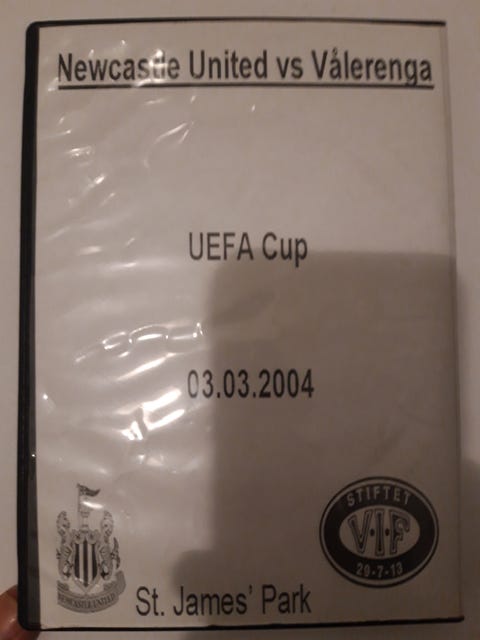 Newcastle United vs Vålerenga
UEFA Cup
03.03.2004
STIFTET
V·I·F
29-7-13
NEWCASTLE UNITED
St. James' Park